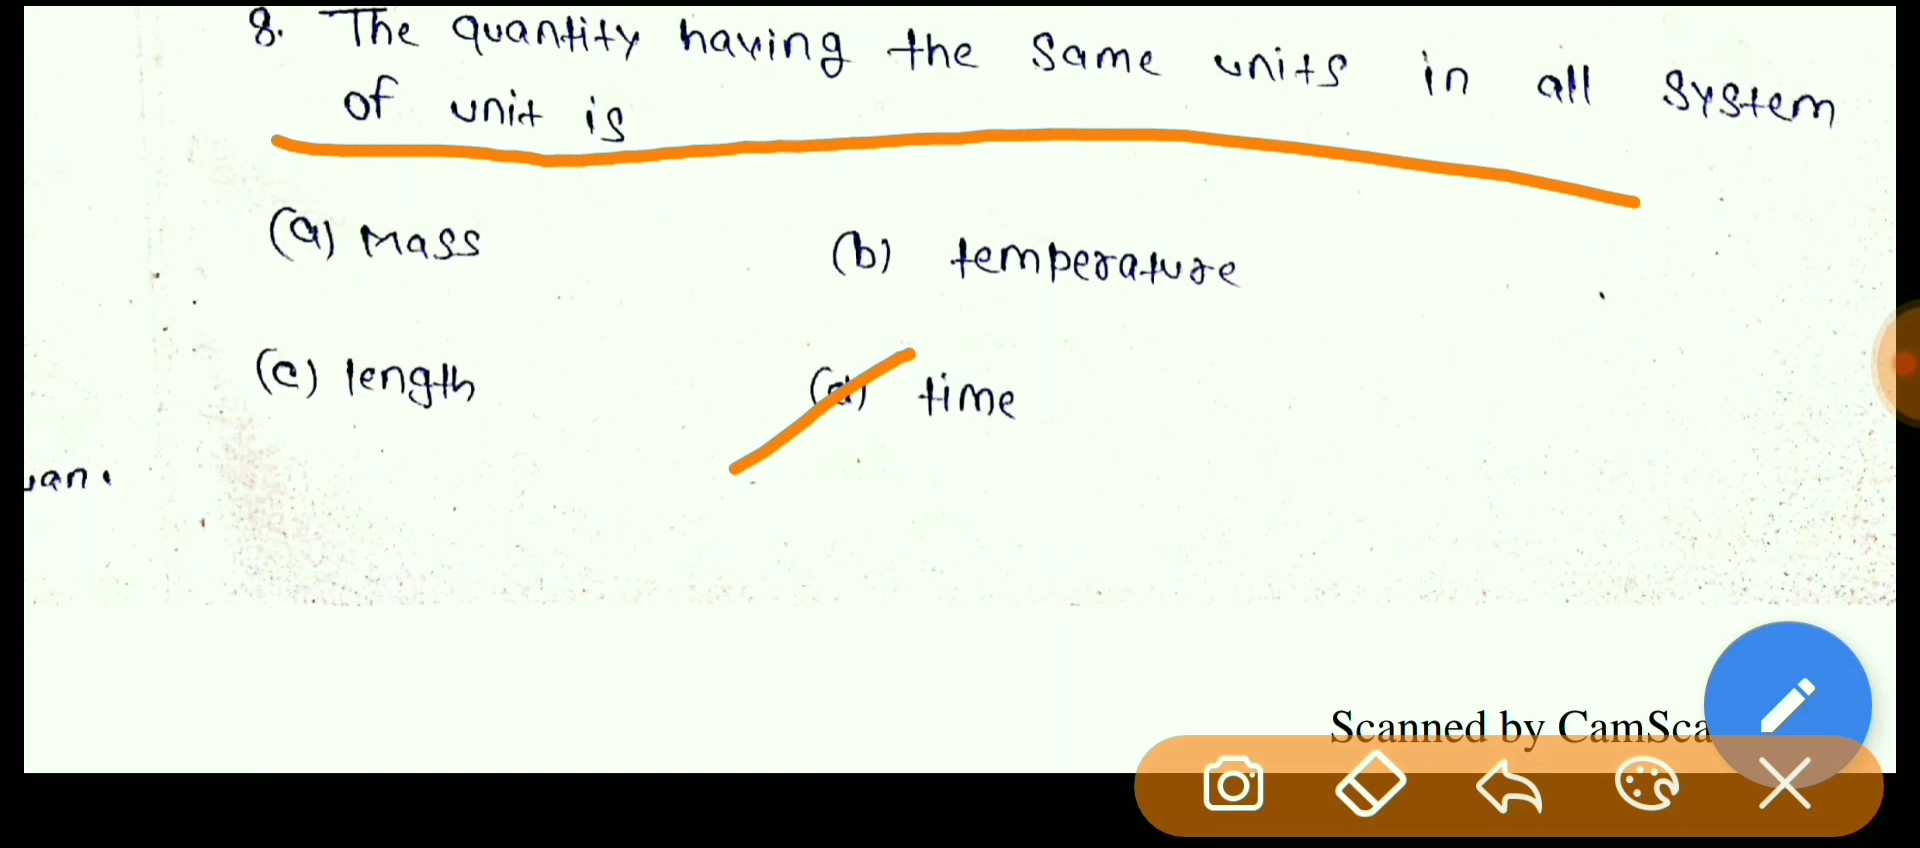 8. The quantity having the same units in all system
of unit is
(a) Mass
(b) temperature
(c) length
(d) time
Scanned by CamSca